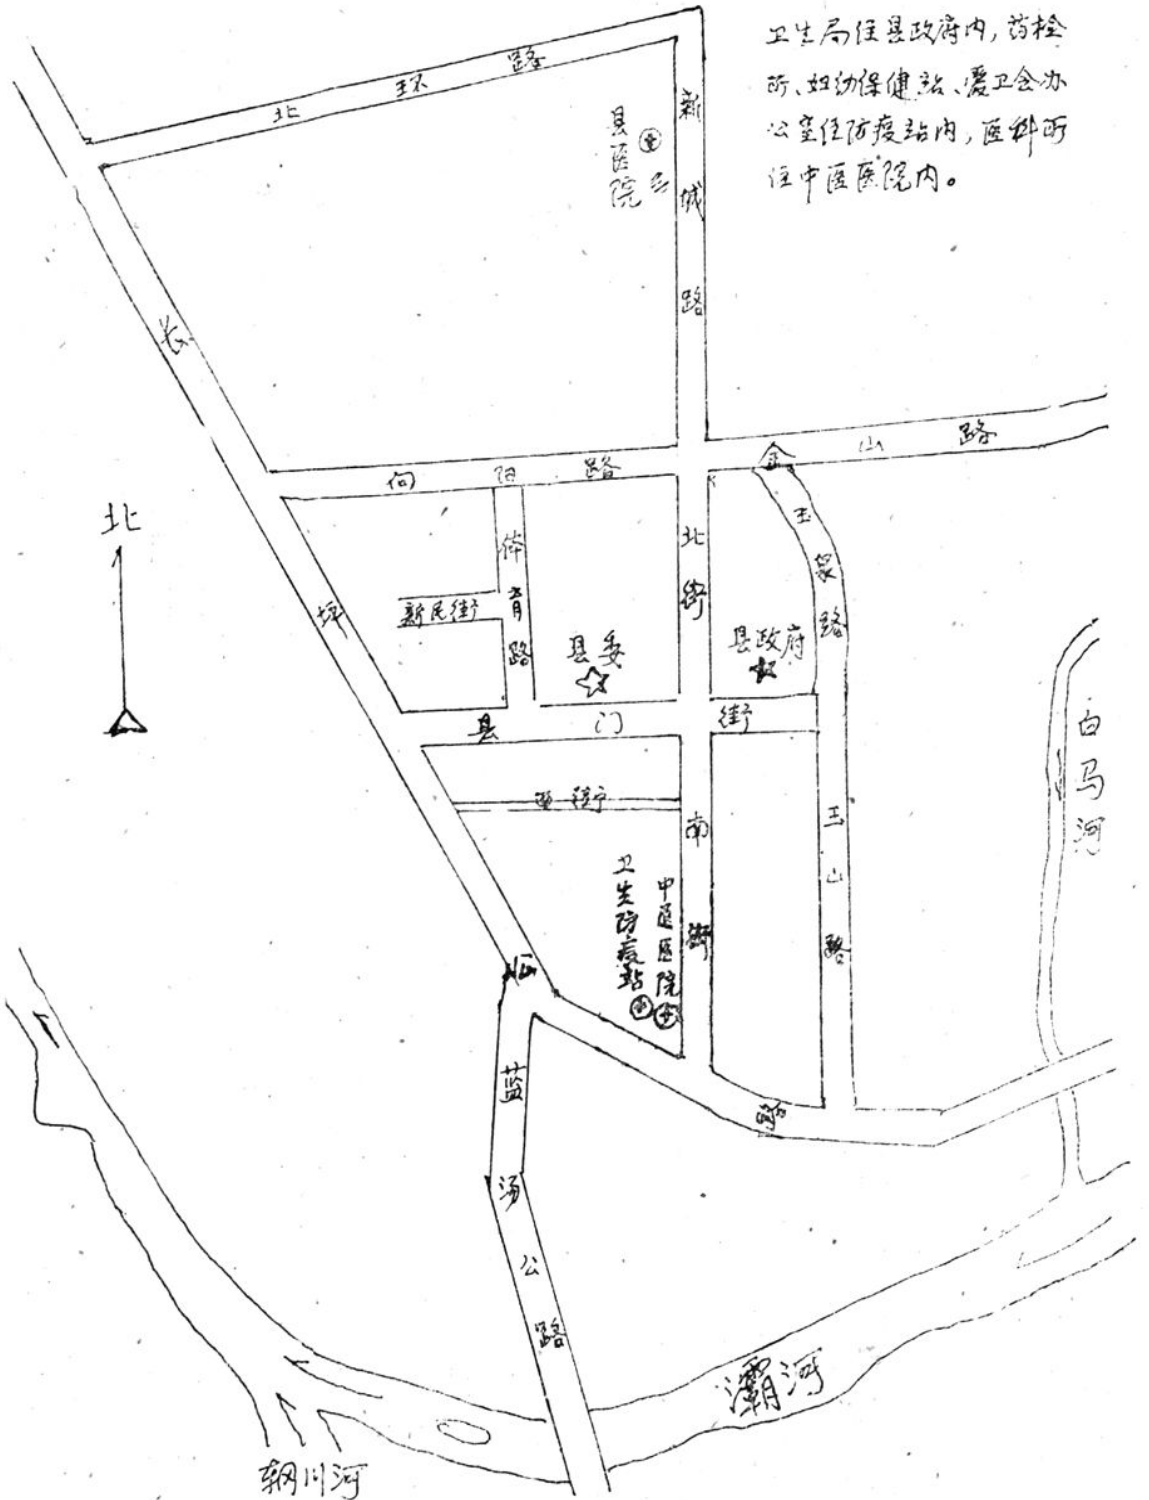 卫生局住县政府内，药检
所、妇幼保健站、爱卫会办
公室住防疫站内，医科所
住中医医院内。
北环路
新城路
县医院
长坪路
向阳路
金山路
北
体育路
新民街
北街
玉泉路
县委
县政府
县门街
西街
南街
玉山路
白马河
卫生防疫站
中医医院
蓝汤公路
灞河
辋川河